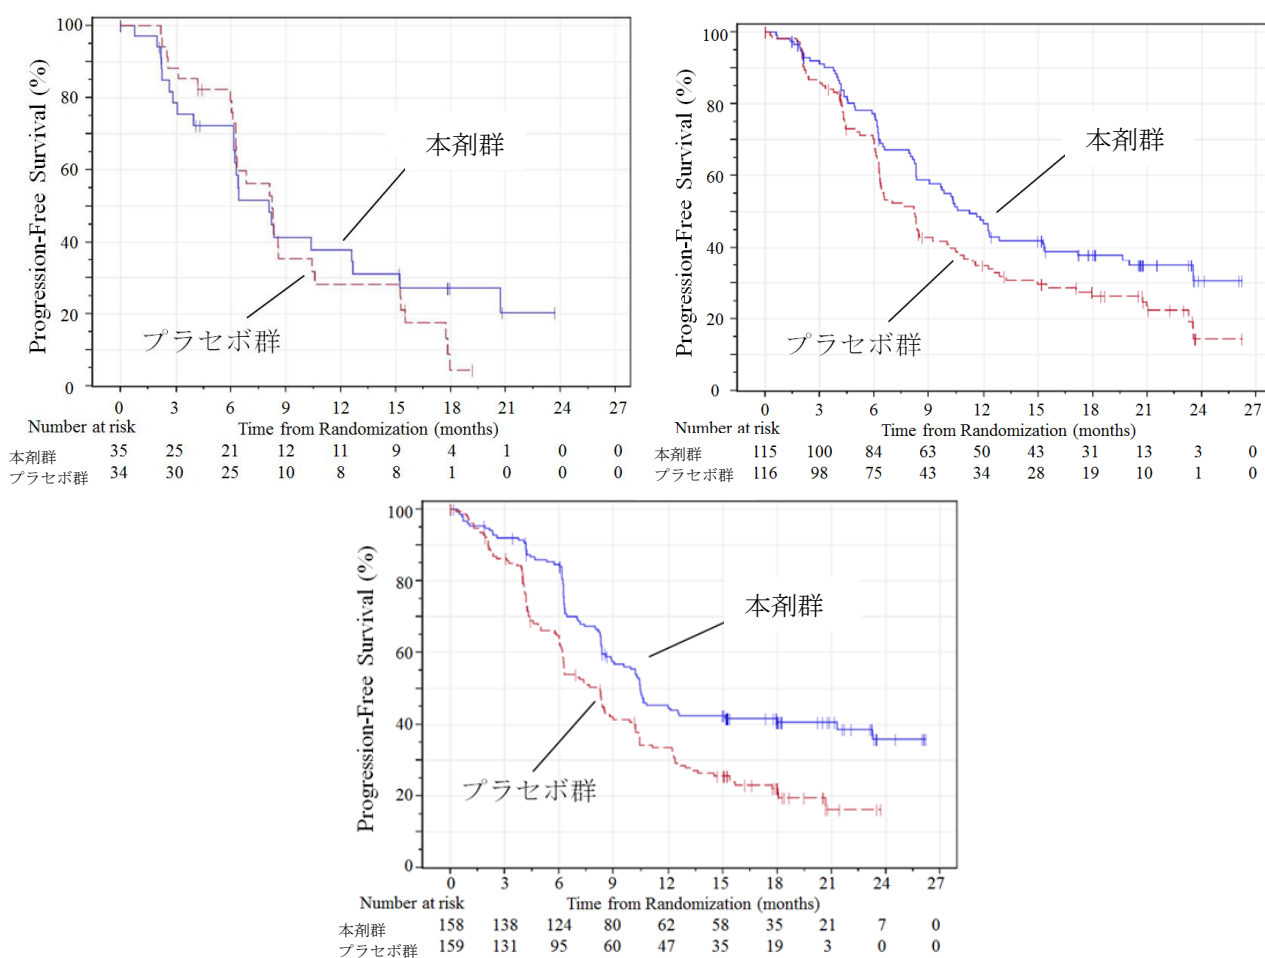 Progression-Free Survival (%)
100
80
60
40
20
0
本剤群
プラセボ群
0 3 6 9 12 15 18 21 24 27
Number at risk
Time from Randomization (months)
本剤群 35 25 21 12 11 9 4 1 0 0
プラセボ群 34 30 25 10 8 8 1 0 0 0
Progression-Free Survival (%)
100
80
60
40
20
0
本剤群
プラセボ群
0 3 6 9 12 15 18 21 24 27
Number at risk
Time from Randomization (months)
本剤群 115 100 84 63 50 43 31 13 3 0
プラセボ群 116 98 75 43 34 28 19 10 1 0
Progression-Free Survival (%)
100
80
60
40
20
0
本剤群
プラセボ群
0 3 6 9 12 15 18 21 24 27
Number at risk
Time from Randomization (months)
本剤群 158 138 124 80 62 58 35 21 7 0
プラセボ群 159 131 95 60 47 35 19 3 0 0